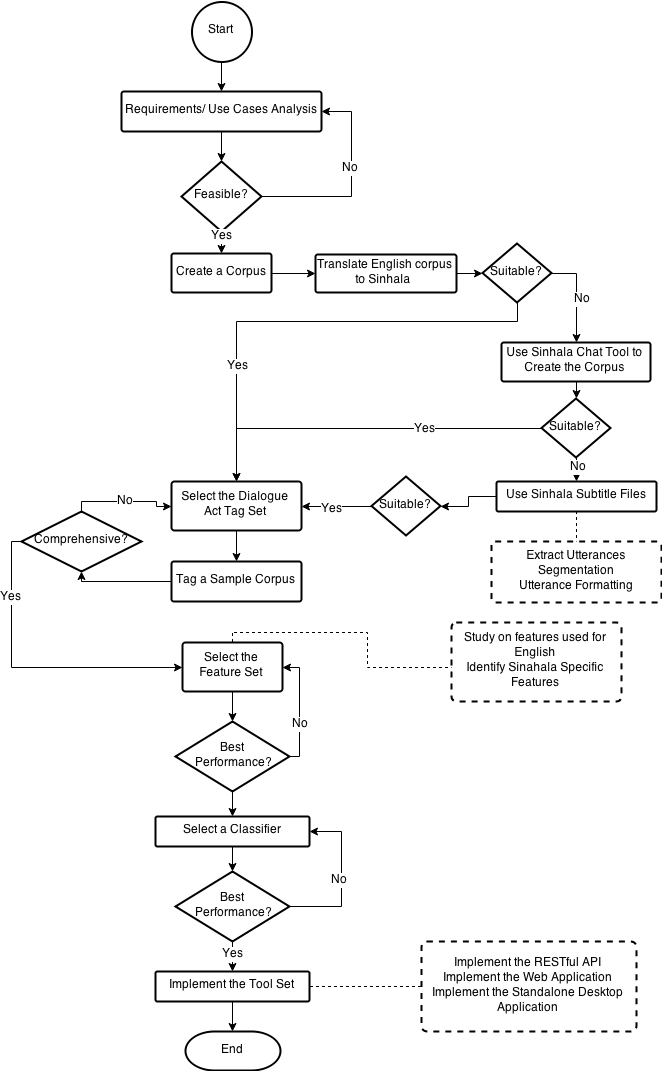 Start
Requirements/ Use Cases Analysis
No
Feasible?
Yes
Create a Corpus
Translate English corpus
to Sinhala
Suitable?
No
Use Sinhala Chat Tool to
Create the Corpus
Yes
Suitable?
Yes
No
Use Sinhala Subtitle Files
Suitable?
Yes
Select the Dialogue
Act Tag Set
No
Comprehensive?
Tag a Sample Corpus
Yes
Extract Utterances
Segmentation
Utterance Formatting
Study on features used for
English
Identify Sinahala Specific
Features
Select the
Feature Set
No
Best
Performance?
Select a Classifier
No
Best
Performance?
Yes
Implement the Tool Set
Implement the RESTful API
Implement the Web Application
Implement the Standalone Desktop
Application
End